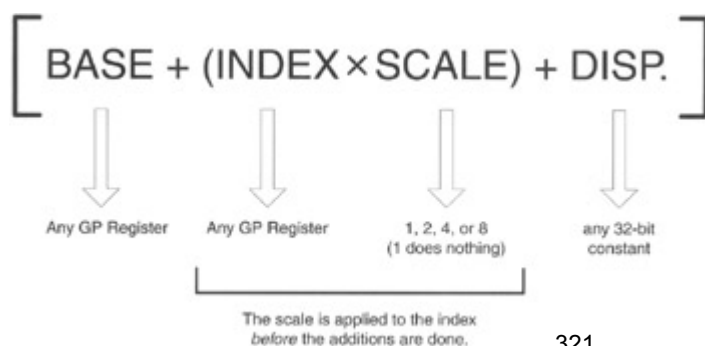 [BASE + (INDEX×SCALE) + DISP.]
Any GP Register Any GP Register 1, 2, 4, or 8 any 32-bit
(1 does nothing) constant
The scale is applied to the index
before the additions are done.
321